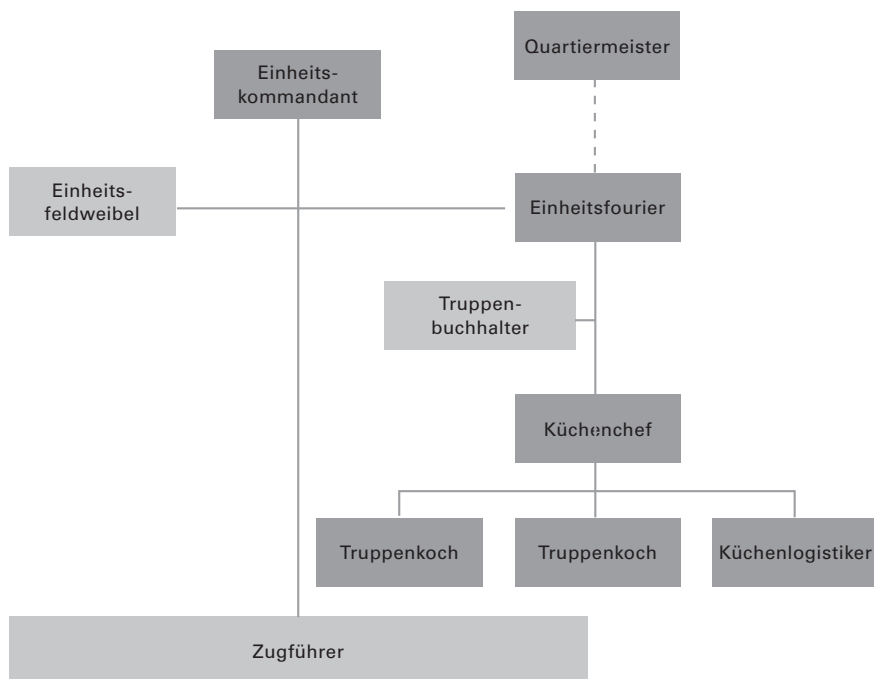 Quartiermeister
Einheits-
kommandant
Einheits-
feldweibel
Einheitsfourier
Truppen-
buchhalter
Küchenchef
Truppenkoch
Truppenkoch
Küchenlogistiker
Zugführer